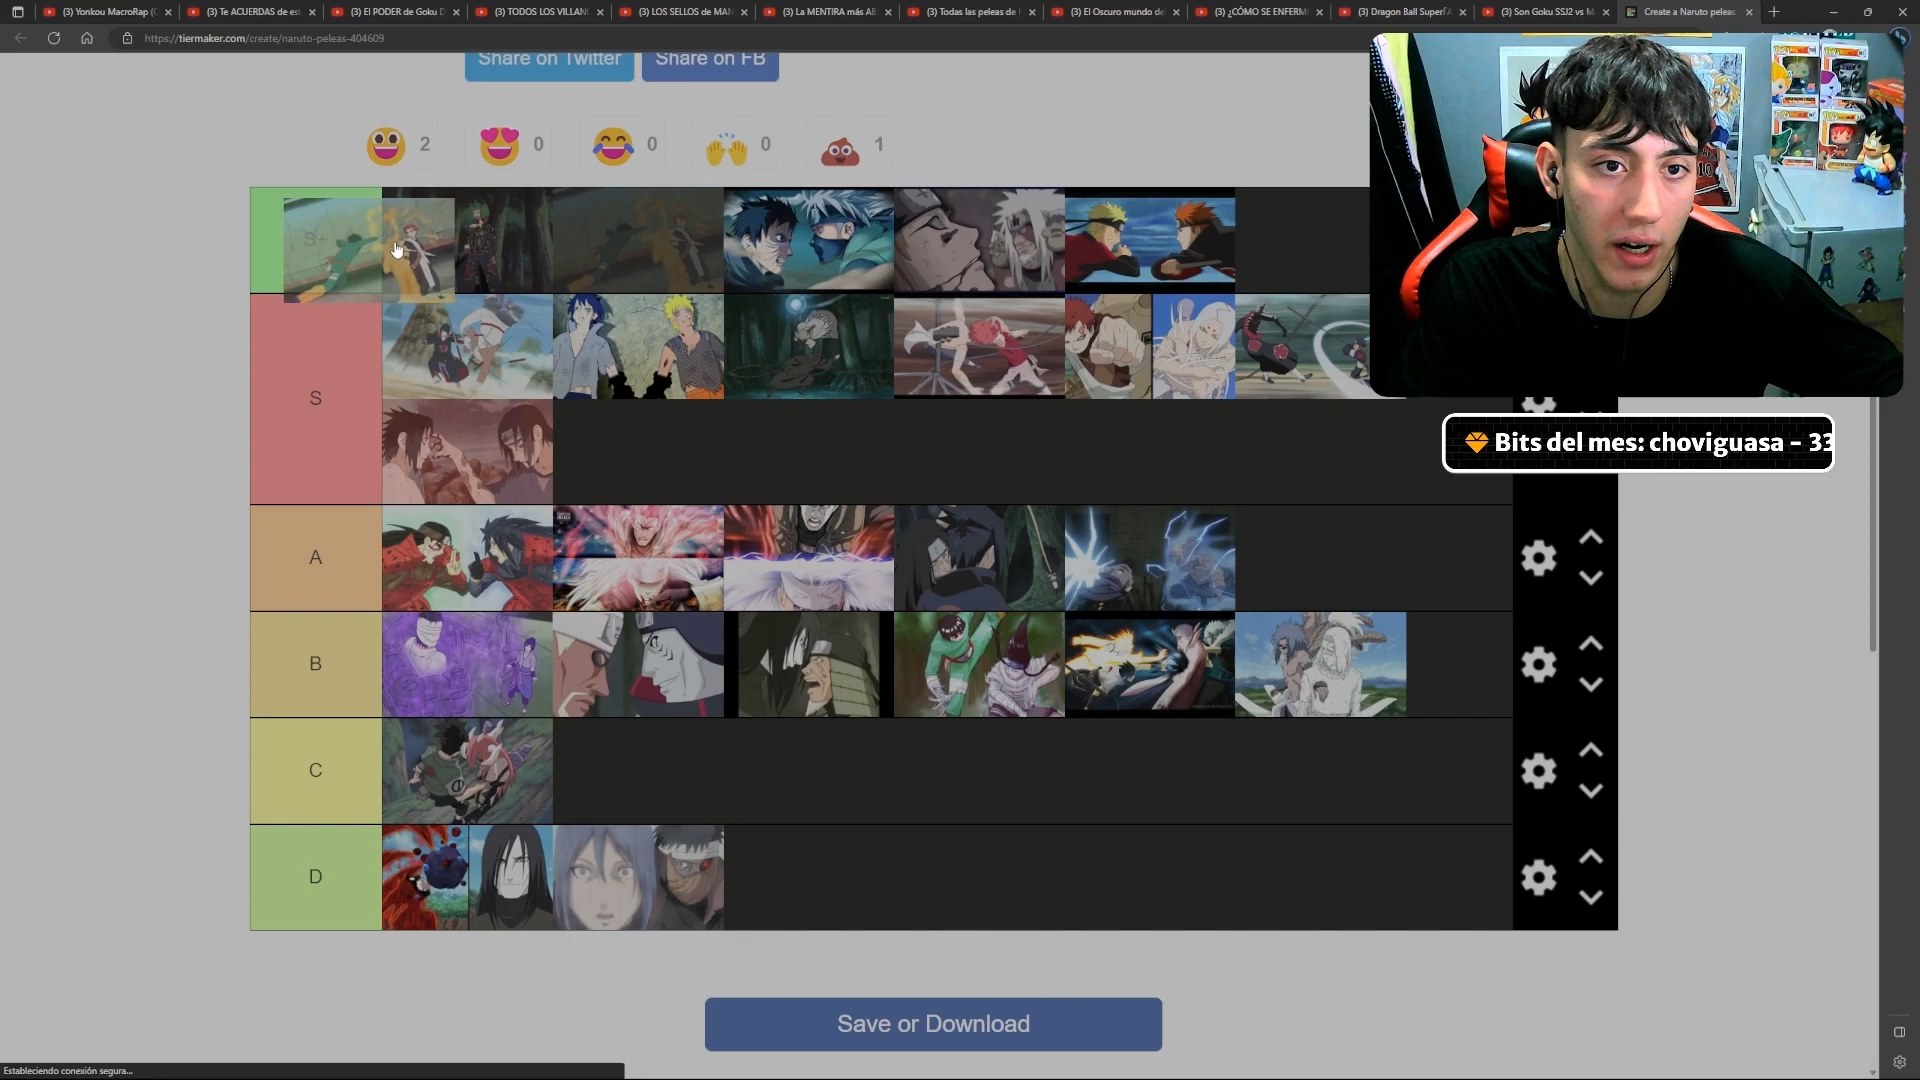 (3) Yonkou MacroRap (
(3) Te ACUERDAS de es
(3) El PODER de Goku D
(3) TODOS LOS VILLAN
(3) LOS SELLOS de MAN
(3) La MENTIRA más AB
(3) Todas las peleas de
(3) El Oscuro mundo de
(3) ¿CÓMO SE ENFERM
(3) Dragon Ball Super
(3) Son Goku SSJ2 vs M
Create a Naruto peleas
https://tiermaker.com/create/naruto-peleas-404609
Share on Twitter
Share on FB
2
0
0
0
1
S+
10
S
Bits del mes: choviguasa - 33
A
B
C
D
Save or Download
Estableciendo conexión segura...